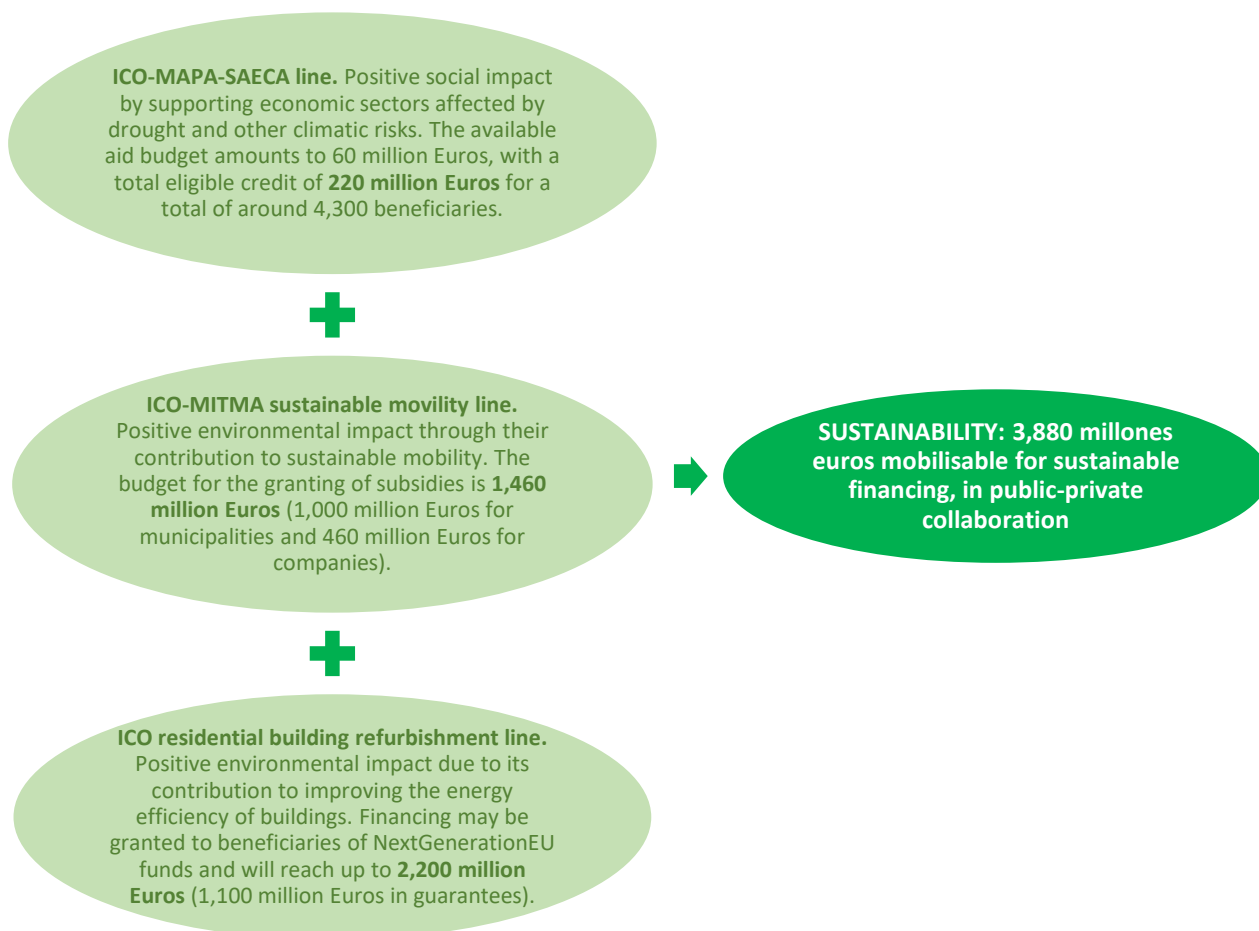 ICO-MAPA-SAECA line. Positive social impact
by supporting economic sectors affected by
drought and other climatic risks. The available
aid budget amounts to 60 million Euros, with a
total eligible credit of 220 million Euros for a
total of around 4,300 beneficiaries.
ICO-MITMA sustainable movility line.
Positive environmental impact through their
contribution to sustainable mobility. The
budget for the granting of subsidies is 1,460
million Euros (1,000 million Euros for
municipalities and 460 million Euros for
companies).
SUSTAINABILITY: 3,880 millones
euros mobilisable for sustainable
financing, in public-private
collaboration
ICO residential building refurbishment line.
Positive environmental impact due to its
contribution to improving the energy
efficiency of buildings. Financing may be
granted to beneficiaries of NextGenerationEU
funds and will reach up to 2,200 million
Euros (1,100 million Euros in guarantees).